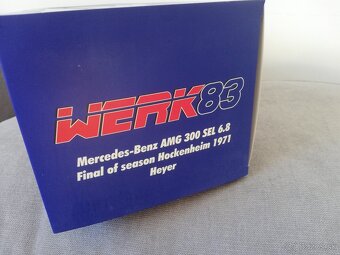 WERK83
Mercedes-Benz AMG 300 SEL 6.8
Final of season Hockenheim 1971
Heyer